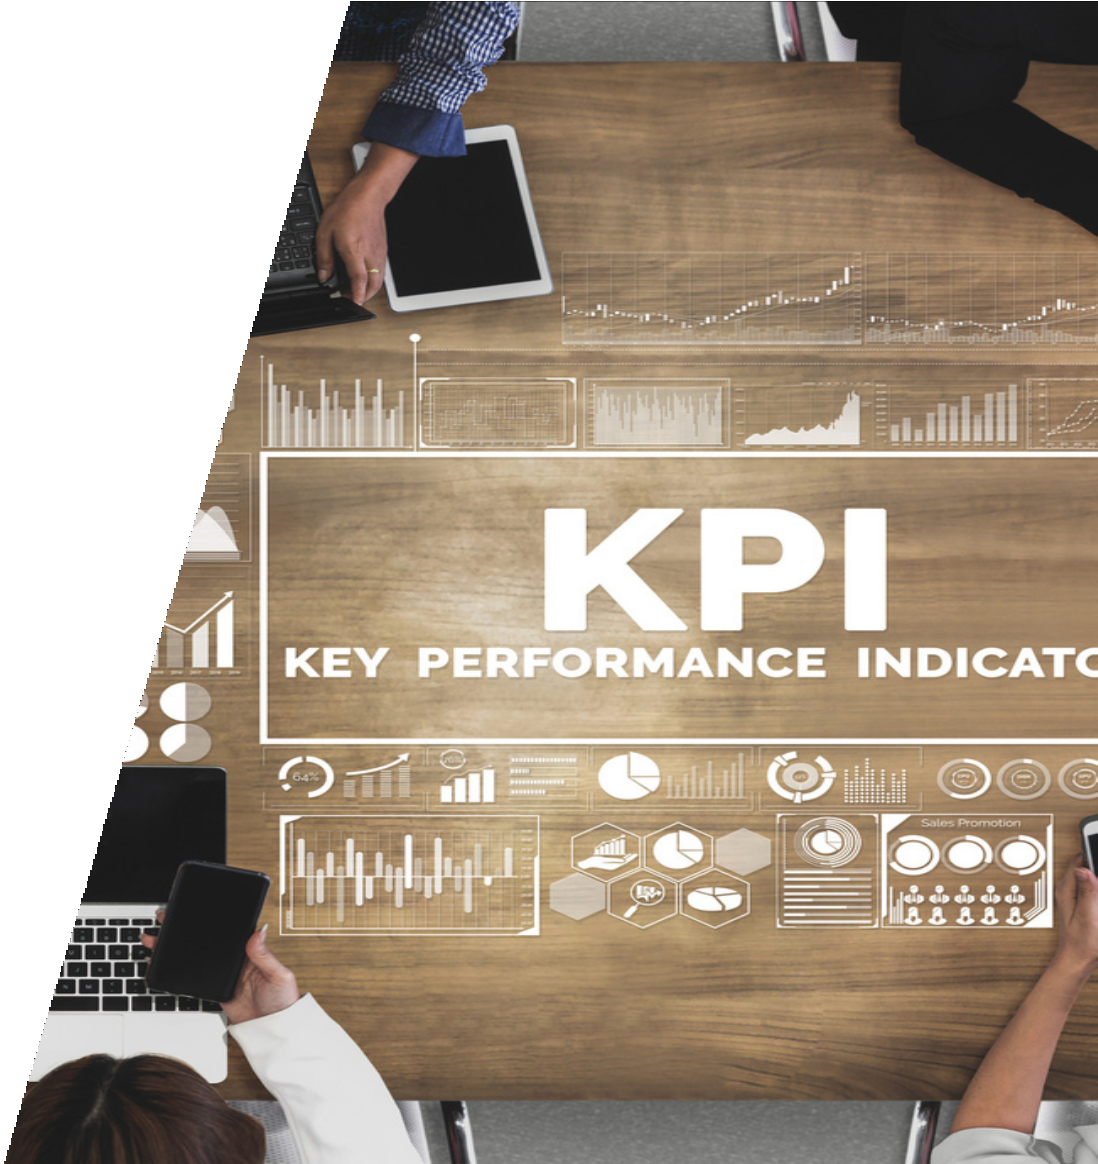 KPI
KEY PERFORMANCE INDICATO
64%
Sales Promotion